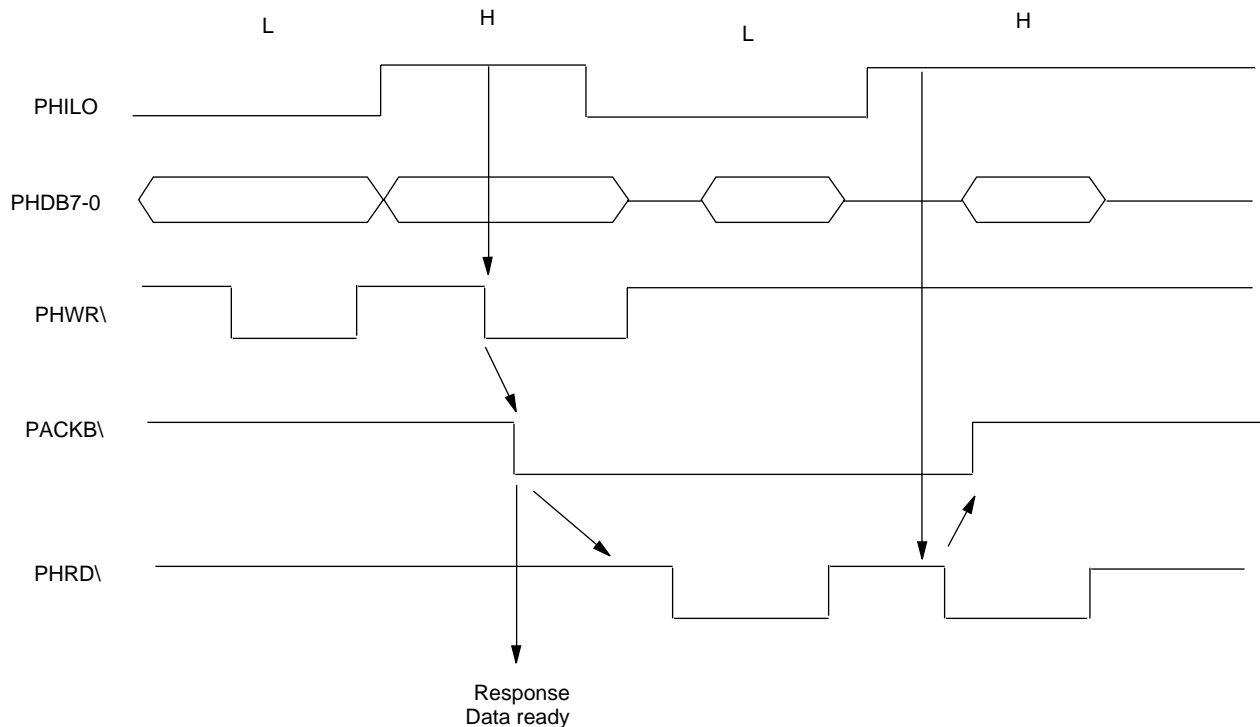 L
H
L
H
PHILO
PHDB7-0
PHWR\
PACKB\
PHRD\
Response
Data ready